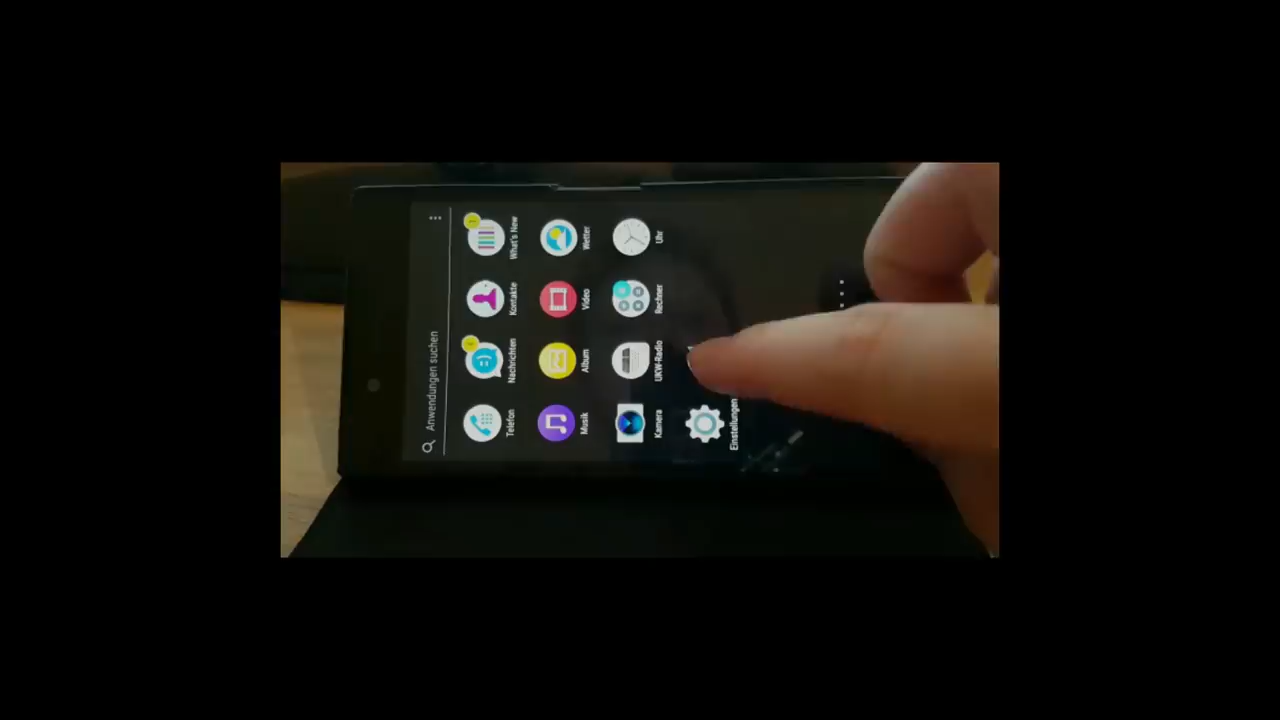 Anwendungen suchen
Telefon Nachrichten Kontakte What's New
Musik Album Video Wetter
Kamera UKW-Radio Rechner Uhr
Einstellungen